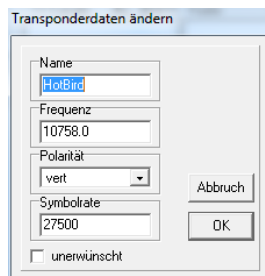 Transponderdaten ändern
Name
HotBird
Frequenz
10758.0
Polarität
vert
Abbruch
Symbolrate
27500
OK
unerwünscht